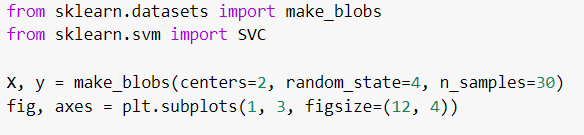 from sklearn.datasets import make_blobs
from sklearn.svm import SVC
X, y = make_blobs(centers=2, random_state=4, n_samples=30)
fig, axes = plt.subplots(1, 3, figsize=(12, 4))